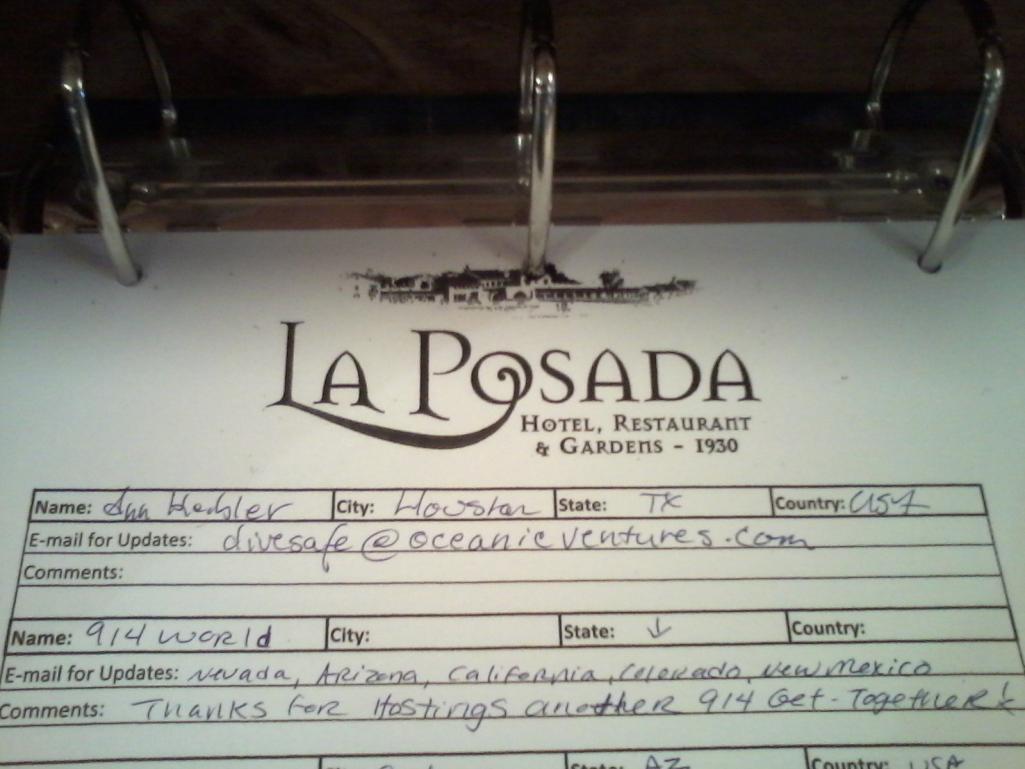 LA POSADA
HOTEL, RESTAURANT
& GARDENS - 1930
Name: Ann City: Houston State: TX Country: USA
E-mail for Updates: divesafe@oceanicventures.com
Comments:
Name: 914 World City: State: ↓ Country:
E-mail for Updates: Nevada, Arizona, California, Colorado, New Mexico
Comments: Thanks for Hostings another 914 Get-Together!
State: AZ Country: USA